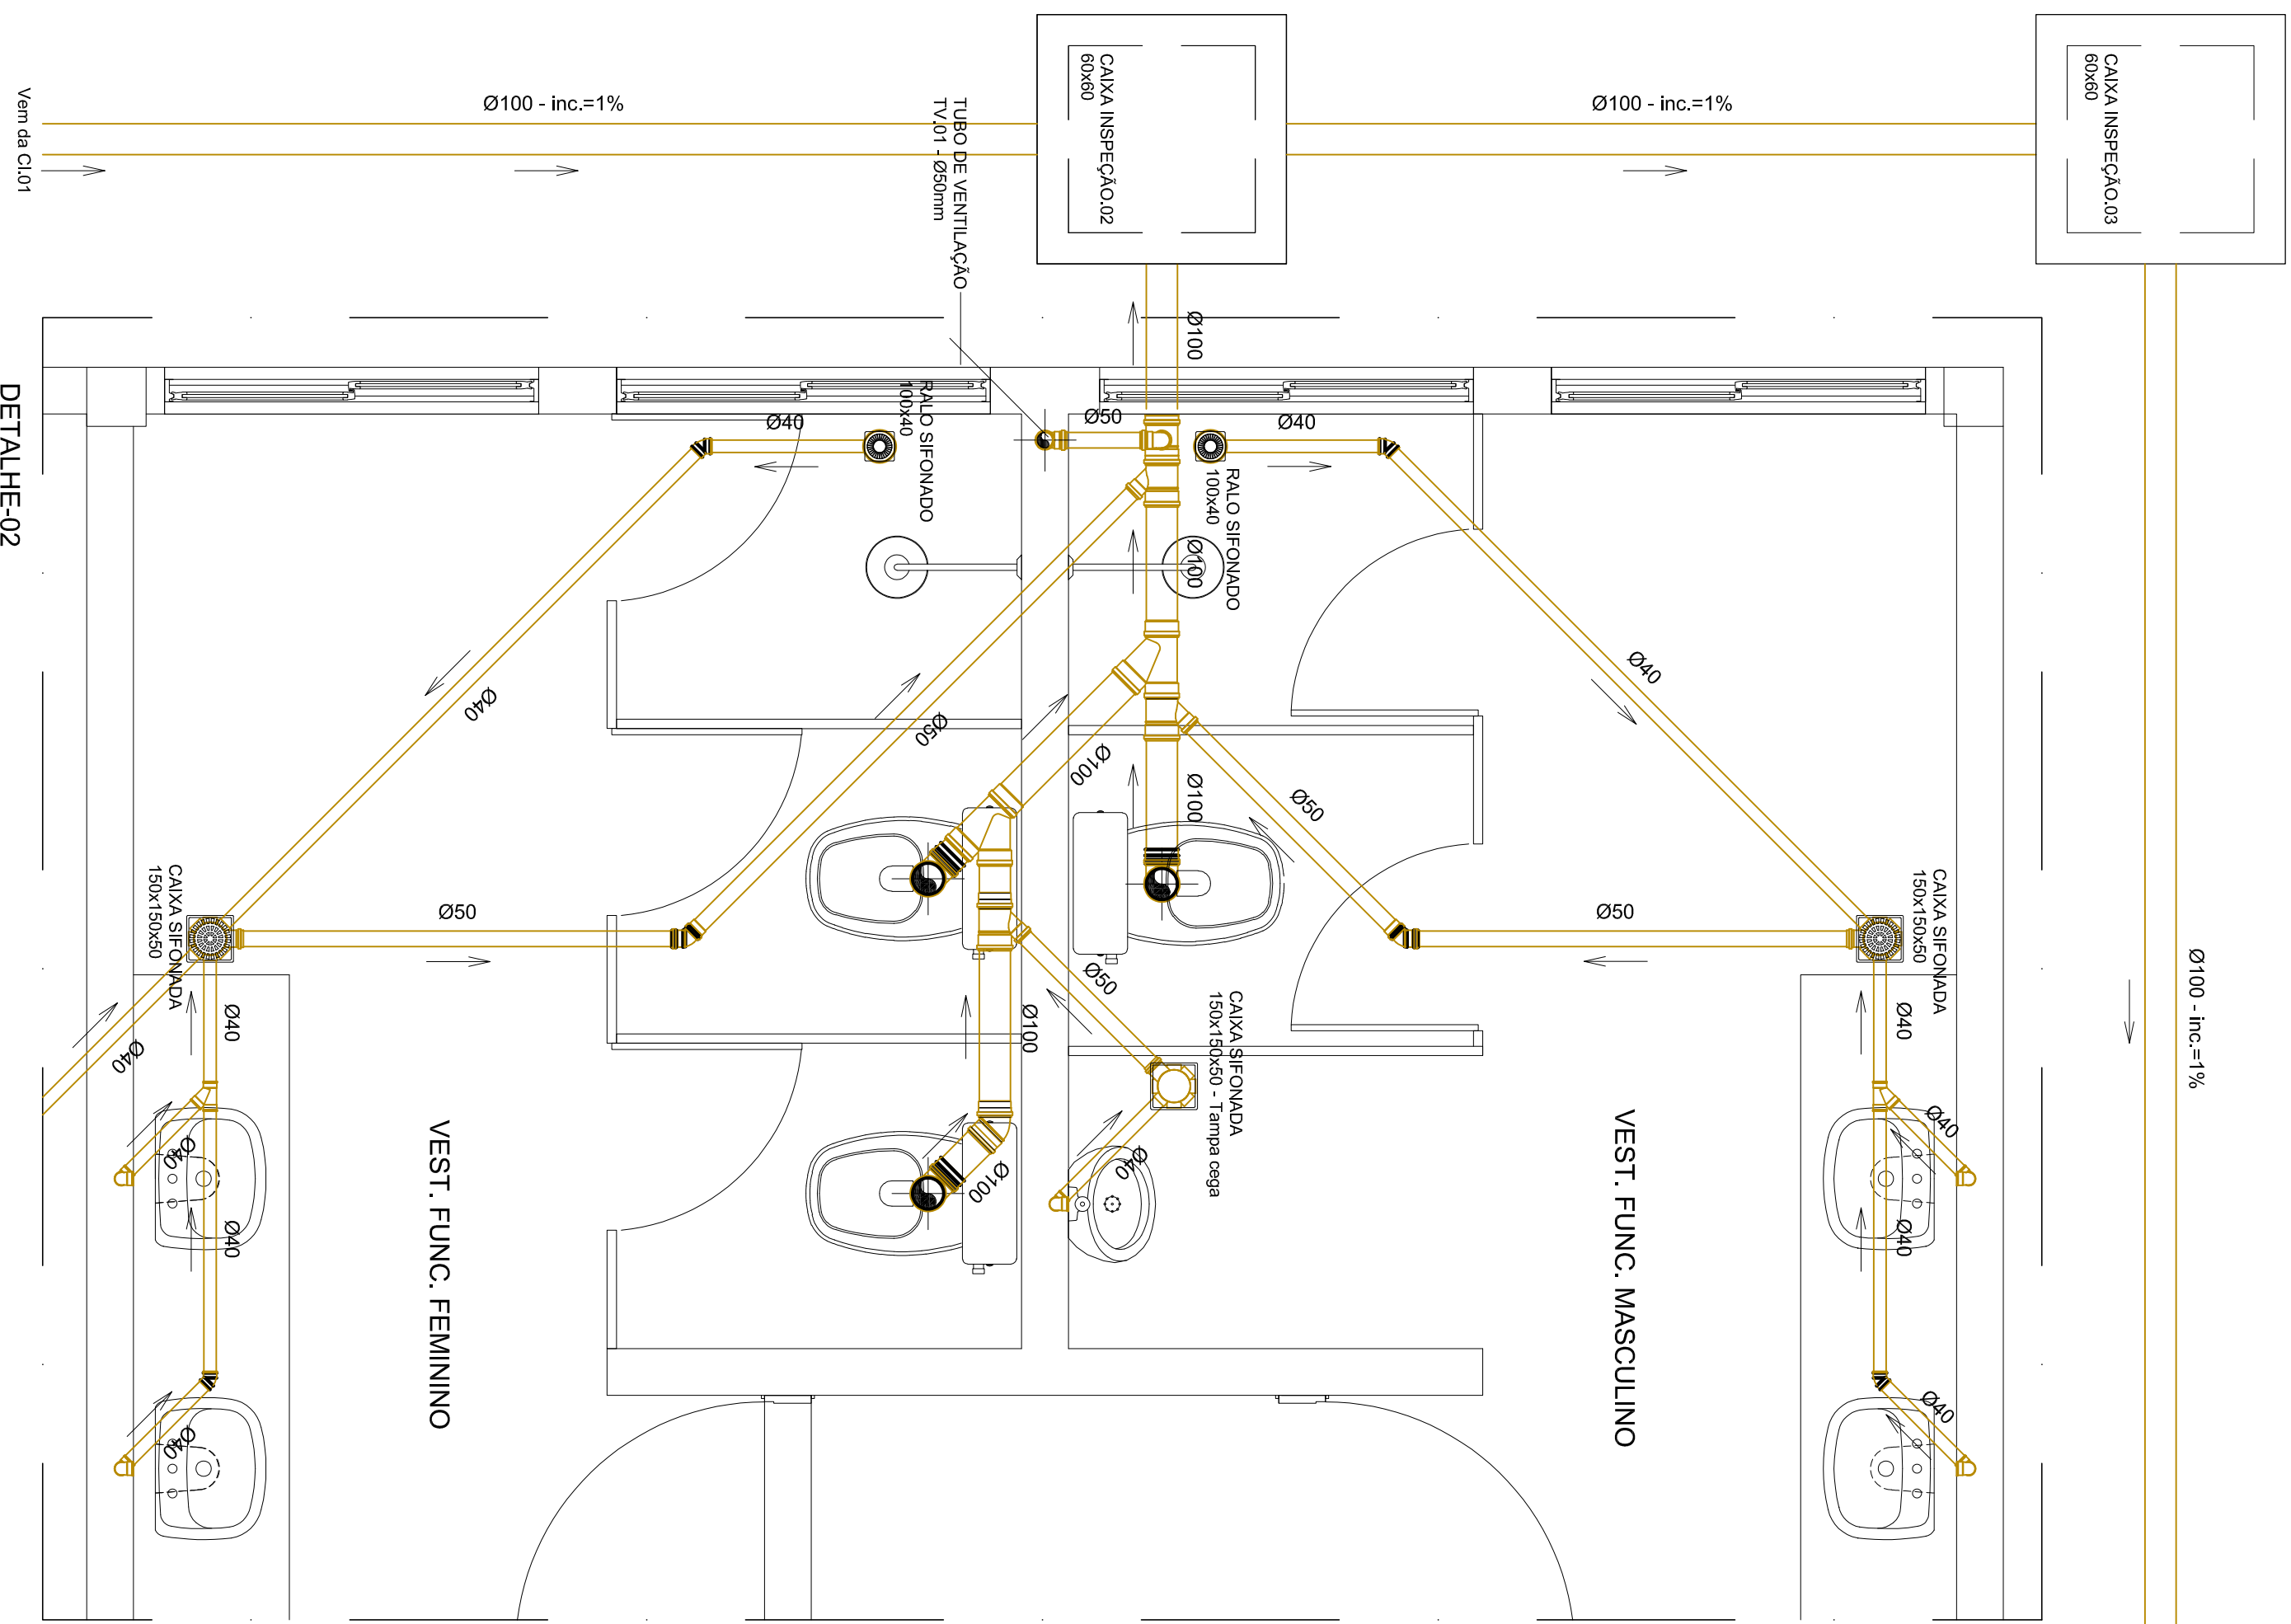 CAIXA INSPEÇÃO.02
60x60
CAIXA INSPEÇÃO.03
60x60
Ø100 - inc.=1%
Ø100 - inc.=1%
Vem da CI.01
TUBO DE VENTILAÇÃO
TV.01 - Ø50mm
Ø100
Ø40
RALO SIFONADO
100x40
Ø50
Ø40
RALO SIFONADO
100x40
Ø100
Ø40
Ø40
Ø50
Ø100
Ø100
Ø50
CAIXA SIFONADA
150x150x50
Ø50
Ø50
CAIXA SIFONADA
150x150x50
Ø100 - inc.=1%
Ø50
CAIXA SIFONADA
150x150x50 - Tampa cega
Ø40
Ø40
Ø100
Ø40
Ø40
Ø40
Ø100
Ø40
Ø40
Ø40
Ø40
Ø40
Ø40
VEST. FUNC. FEMININO
VEST. FUNC. MASCULINO
DETALHE-02